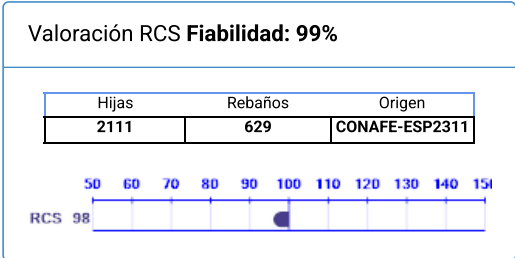 Valoración RCS Fiabilidad: 99%
Hijas Rebaños Origen
2111 629 CONAFE-ESP2311
50 60 70 80 90 100 110 120 130 140 15
RCS 98